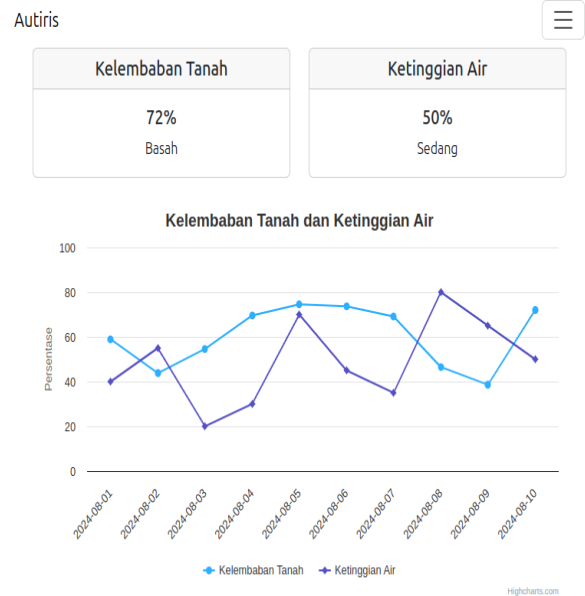 Autiris
Kelembaban Tanah
72%
Basah
Ketinggian Air
50%
Sedang
Kelembaban Tanah dan Ketinggian Air
Persentase
100
80
60
40
20
0
2024-08-01
2024-08-02
2024-08-03
2024-08-04
2024-08-05
2024-08-06
2024-08-07
2024-08-08
2024-08-09
2024-08-10
Kelembaban Tanah
Ketinggian Air
Highcharts.com